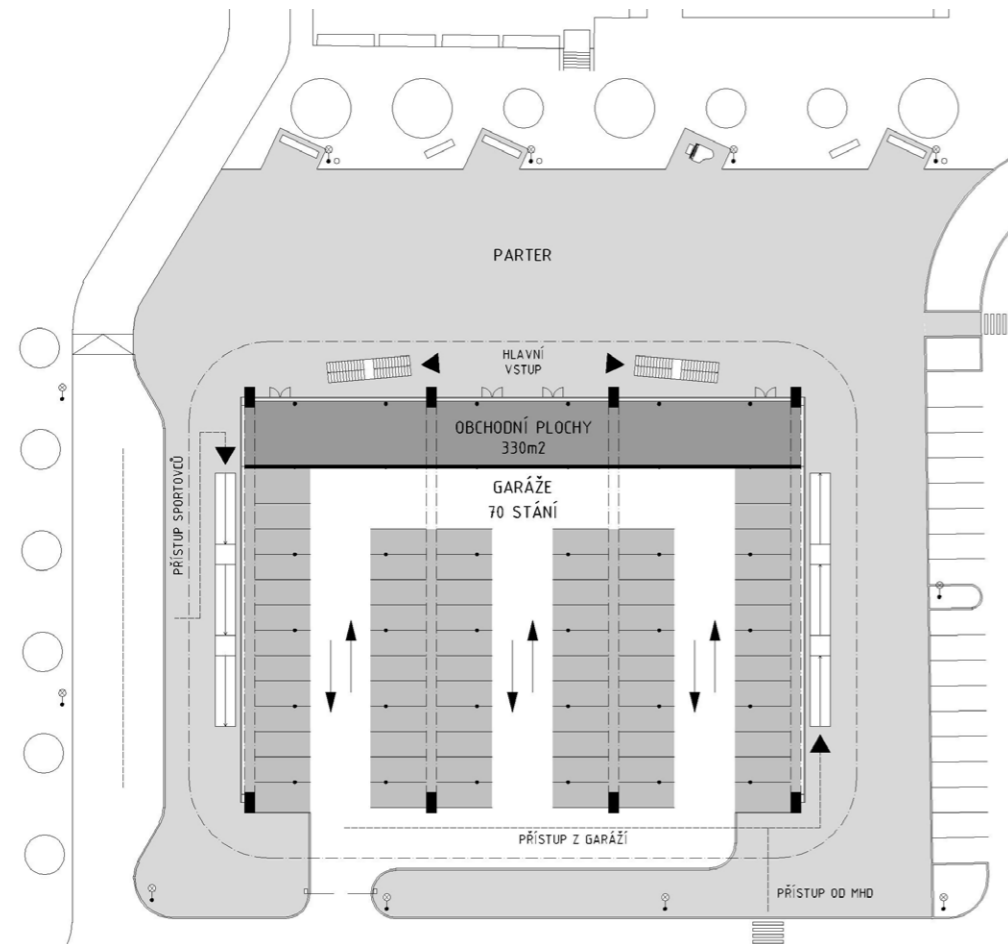 PARTER
HLAVNÍ
VSTUP
OBCHODNÍ PLOCHY
330m2
GARÁŽE
70 STÁNÍ
PŘÍSTUP SPORTOVCŮ
PŘÍSTUP Z GARÁŽÍ
PŘÍSTUP OD MHD